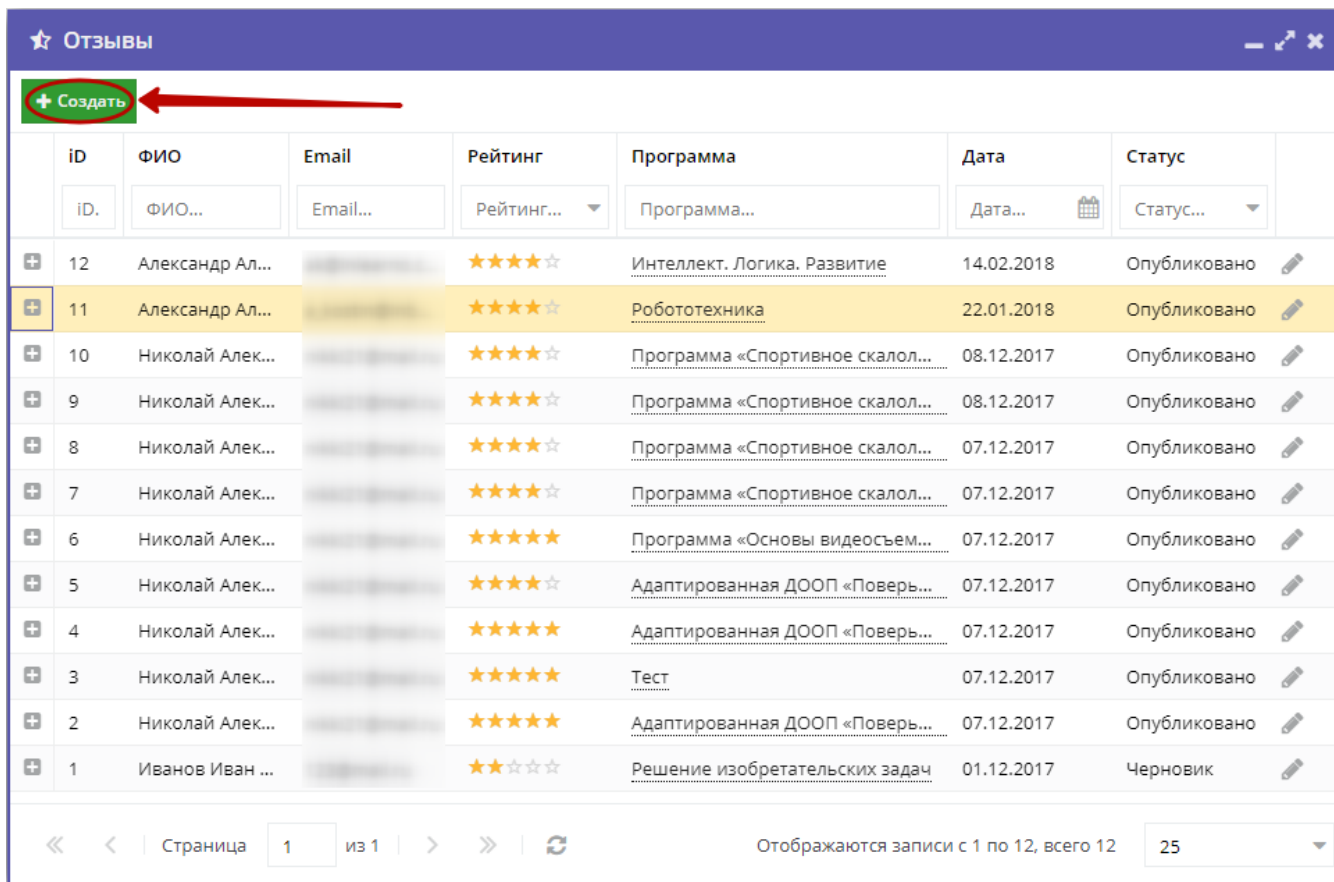 Отзывы
Создать
iD ФИО Email Рейтинг Программа Дата Статус
iD. ФИО... Email... Рейтинг... Программа... Дата... Статус...
12 Александр Ал... Интеллект. Логика. Развитие 14.02.2018 Опубликовано
11 Александр Ал... Робототехника 22.01.2018 Опубликовано
10 Николай Алек... Программа «Спортивное скалол... 08.12.2017 Опубликовано
9 Николай Алек... Программа «Спортивное скалол... 08.12.2017 Опубликовано
8 Николай Алек... Программа «Спортивное скалол... 07.12.2017 Опубликовано
7 Николай Алек... Программа «Спортивное скалол... 07.12.2017 Опубликовано
6 Николай Алек... Программа «Основы видеосъем... 07.12.2017 Опубликовано
5 Николай Алек... Адаптированная ДООП «Поверь... 07.12.2017 Опубликовано
4 Николай Алек... Адаптированная ДООП «Поверь... 07.12.2017 Опубликовано
3 Николай Алек... Тест 07.12.2017 Опубликовано
2 Николай Алек... Адаптированная ДООП «Поверь... 07.12.2017 Опубликовано
1 Иванов Иван ... Решение изобретательских задач 01.12.2017 Черновик
Страница 1 из 1 Отображаются записи с 1 по 12, всего 12 25